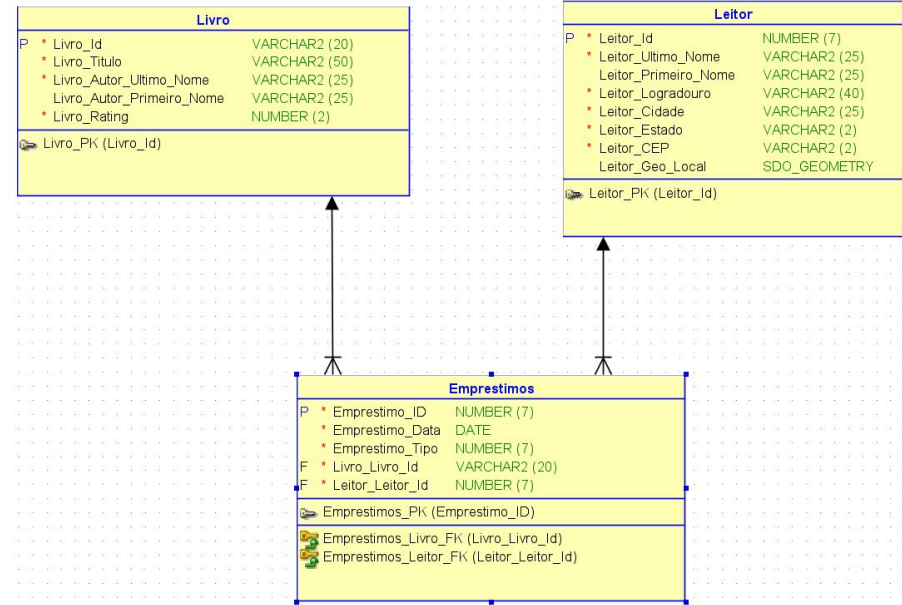 Livro
P * Livro_Id VARCHAR2 (20)
* Livro_Titulo VARCHAR2 (50)
* Livro_Autor_Ultimo_Nome VARCHAR2 (25)
Livro_Autor_Primeiro_Nome VARCHAR2 (25)
* Livro_Rating NUMBER (2)
Livro_PK (Livro_Id)
Leitor
P * Leitor_Id NUMBER (7)
* Leitor_Ultimo_Nome VARCHAR2 (25)
Leitor_Primeiro_Nome VARCHAR2 (25)
* Leitor_Logradouro VARCHAR2 (40)
* Leitor_Cidade VARCHAR2 (25)
* Leitor_Estado VARCHAR2 (2)
* Leitor_CEP VARCHAR2 (2)
Leitor_Geo_Local SDO_GEOMETRY
Leitor_PK (Leitor_Id)
Emprestimos
P * Emprestimo_ID NUMBER (7)
* Emprestimo_Data DATE
* Emprestimo_Tipo NUMBER (7)
F * Livro_Livro_Id VARCHAR2 (20)
F * Leitor_Leitor_Id NUMBER (7)
Emprestimos_PK (Emprestimo_ID)
Emprestimos_Livro_FK (Livro_Livro_Id)
Emprestimos_Leitor_FK (Leitor_Leitor_Id)